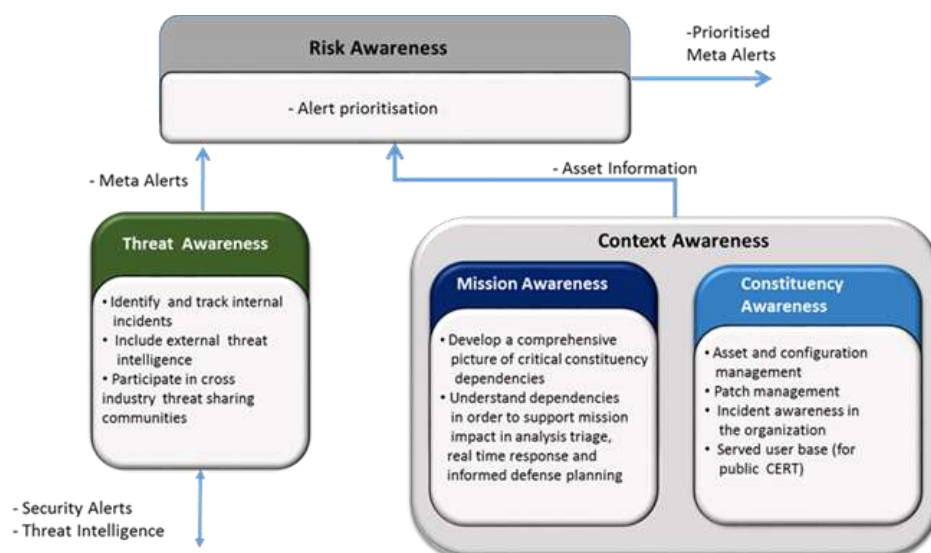 Risk Awareness
- Alert prioritisation
-Prioritised
Meta Alerts
- Meta Alerts
- Asset Information
Threat Awareness
• Identify and track internal
incidents
• Include external threat
intelligence
• Participate in cross
industry threat sharing
communities
- Security Alerts
- Threat Intelligence
Context Awareness
Mission Awareness
• Develop a comprehensive
picture of critical constituency
dependencies
• Understand dependencies
in order to support mission
impact in analysis triage,
real time response and
informed defense planning
Constituency
Awareness
• Asset and configuration
management
• Patch management
• Incident awareness in
the organization
• Served user base (for
public CERT)